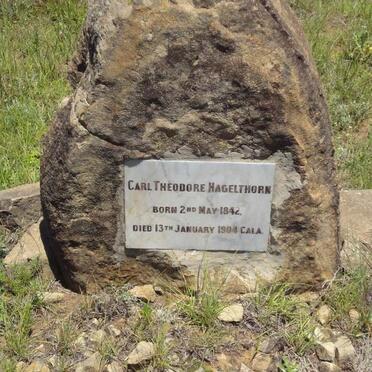 CARL THEODORE HAGELTHORN
BORN 2ND MAY 1842.
DIED 13TH JANUARY 1904 CALA.